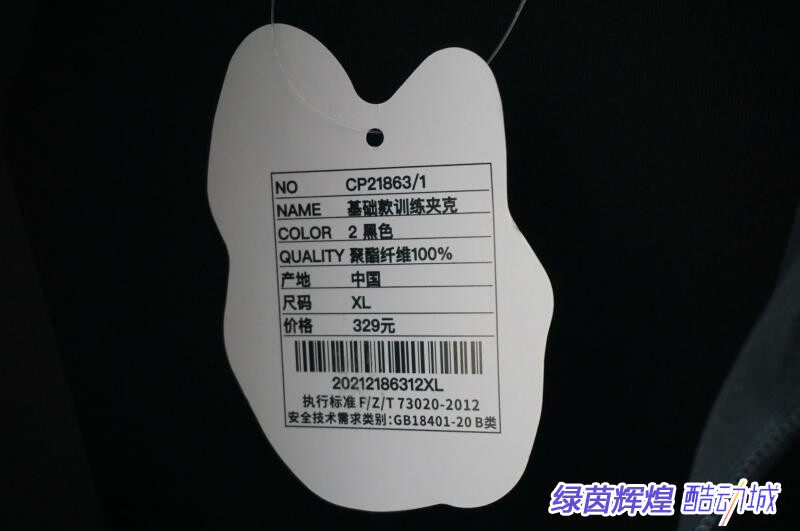 NO CP21863/1
NAME 基础款训练夹克
COLOR 2 黑色
QUALITY 聚酯纤维100%
产地 中国
尺码 XL
价格 329元
20212186312XL
执行标准 F/Z/T 73020-2012
安全技术需求类别:GB18401-20 B类
绿茵辉煌 酷动城